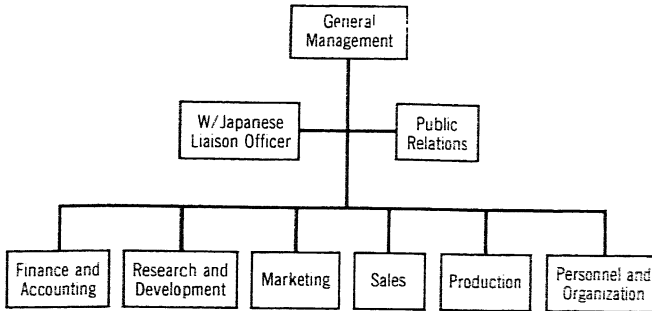 General
Management
W/Japanese
Liaison Officer
Public
Relations
Finance and
Accounting
Research and
Development
Marketing
Sales
Production
Personnel and
Organization